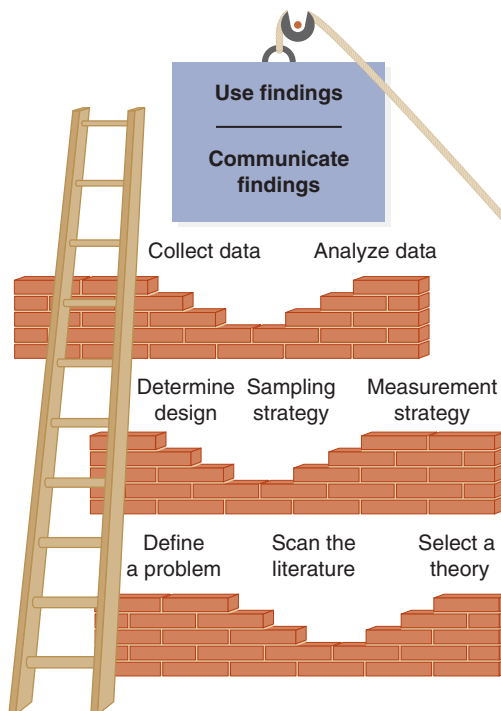 Use findings
Communicate
findings
Collect data
Analyze data
Determine
design
Sampling
strategy
Measurement
strategy
Define
a problem
Scan the
literature
Select a
theory